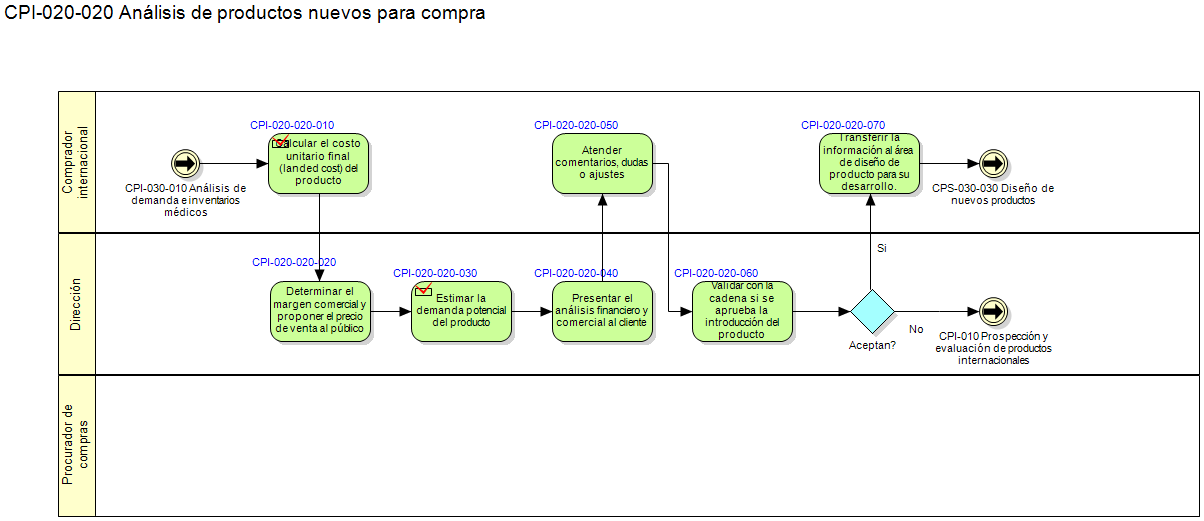 CPI-020-020 Análisis de productos nuevos para compra
Comprador
internacional
CPI-030-010 Análisis de
demanda e inventarios
médicos
CPI-020-020-010
Calcular el costo
unitario final
(landed cost) del
producto
CPI-020-020-050
Atender
comentarios, dudas
o ajustes
CPI-020-020-070
Transferir la
información al área
de diseño de
producto para su
desarrollo.
CPS-030-030 Diseño de
nuevos productos
Si
Dirección
CPI-020-020-020
Determinar el
margen comercial y
proponer el precio
de venta al público
CPI-020-020-030
Estimar la
demanda potencial
del producto
CPI-020-020-040
Presentar el
análisis financiero y
comercial al cliente
CPI-020-020-060
Validar con la
cadena si se
aprueba la
introducción del
producto
Aceptan?
No
CPI-010 Prospección y
evaluación de productos
internacionales
Procurador de
compras